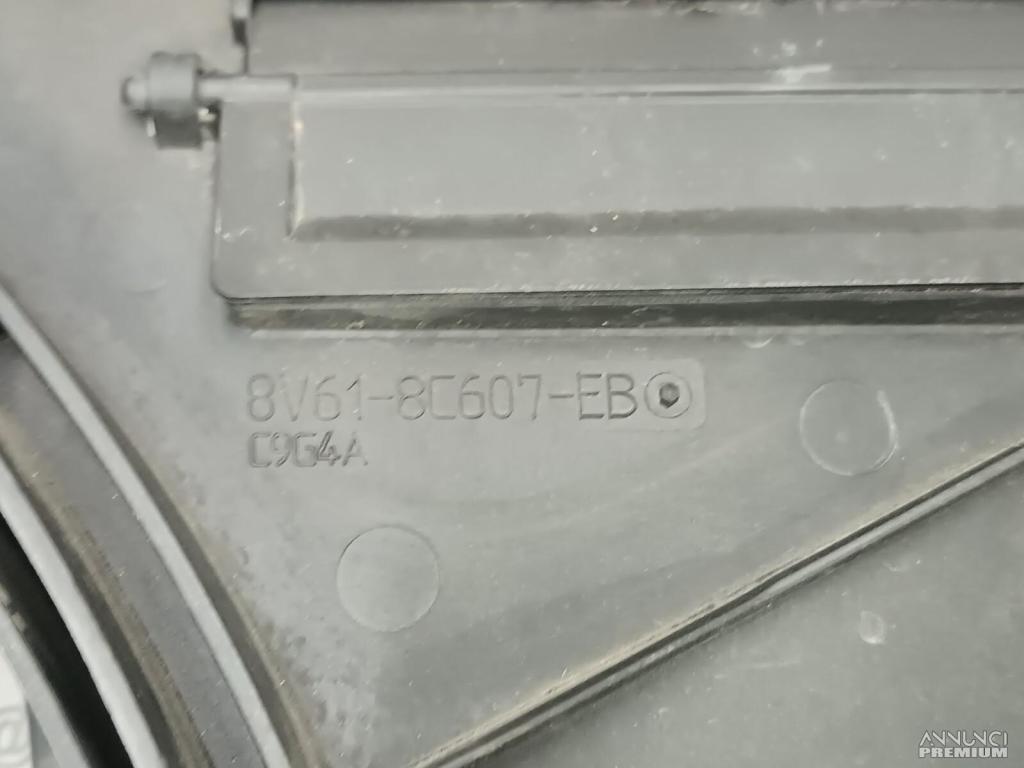 8V61-8C607-EB
C9G4A
ANNUNCI
PREMIUM